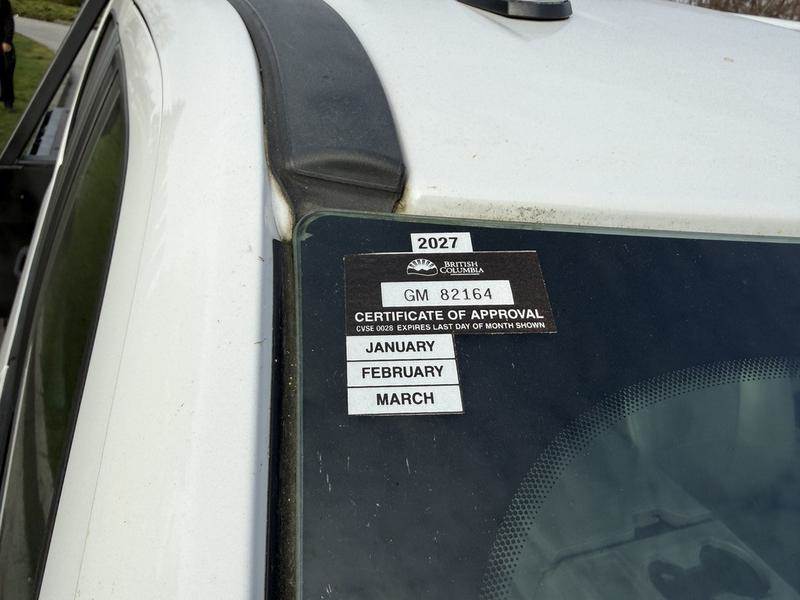 2027
BRITISH
COLUMBIA
GM 82164
CERTIFICATE OF APPROVAL
CVSE 0028 EXPIRES LAST DAY OF MONTH SHOWN
JANUARY
FEBRUARY
MARCH